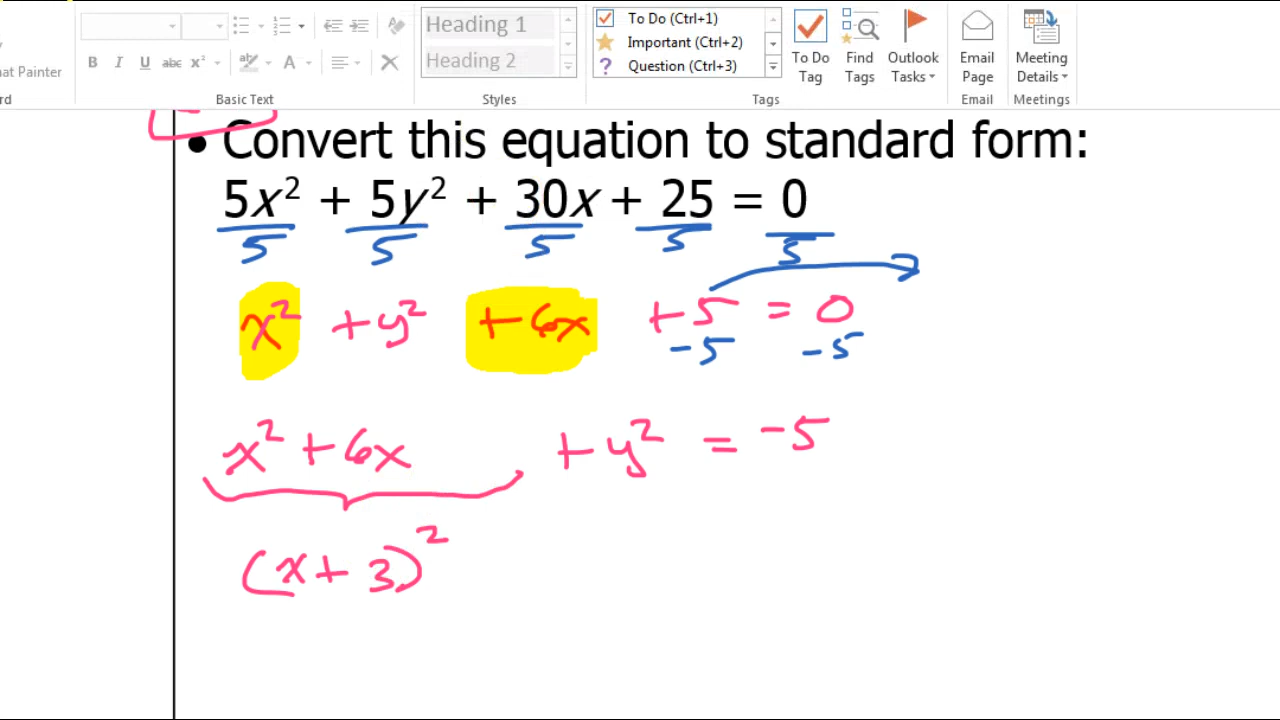 Heading 1
To Do (Ctrl+1)
Important (Ctrl+2)
Heading 2
Question (Ctrl+3)
at Painter
B I U abc x²
A
To Do Tag
Find Tags
Outlook Tasks
Email Page
Meeting Details
rd
Basic Text
Styles
Tags
Email
Meetings
• Convert this equation to standard form:
5x² + 5y² + 30x + 25 = 0
5 5 5 5 5
x² +y² +6x +5 = 0
-5 -5
x² +6x +y² = -5
(x+3)²